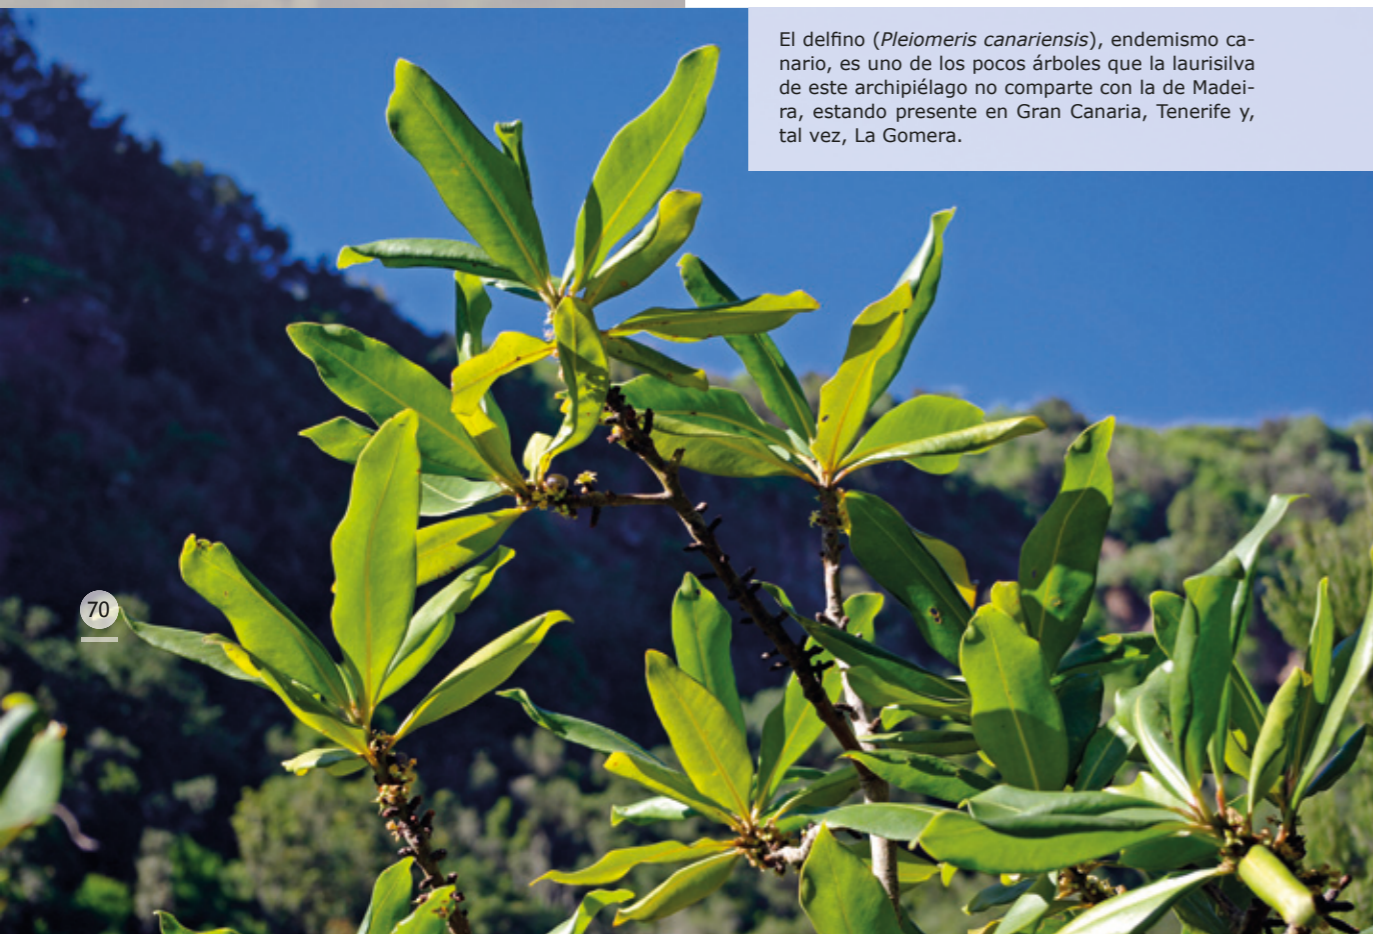 El delfino (Pleiomeris canariensis), endemismo ca-
nario, es uno de los pocos árboles que la laurisilva
de este archipiélago no comparte con la de Madei-
ra, estando presente en Gran Canaria, Tenerife y,
tal vez, La Gomera.
70